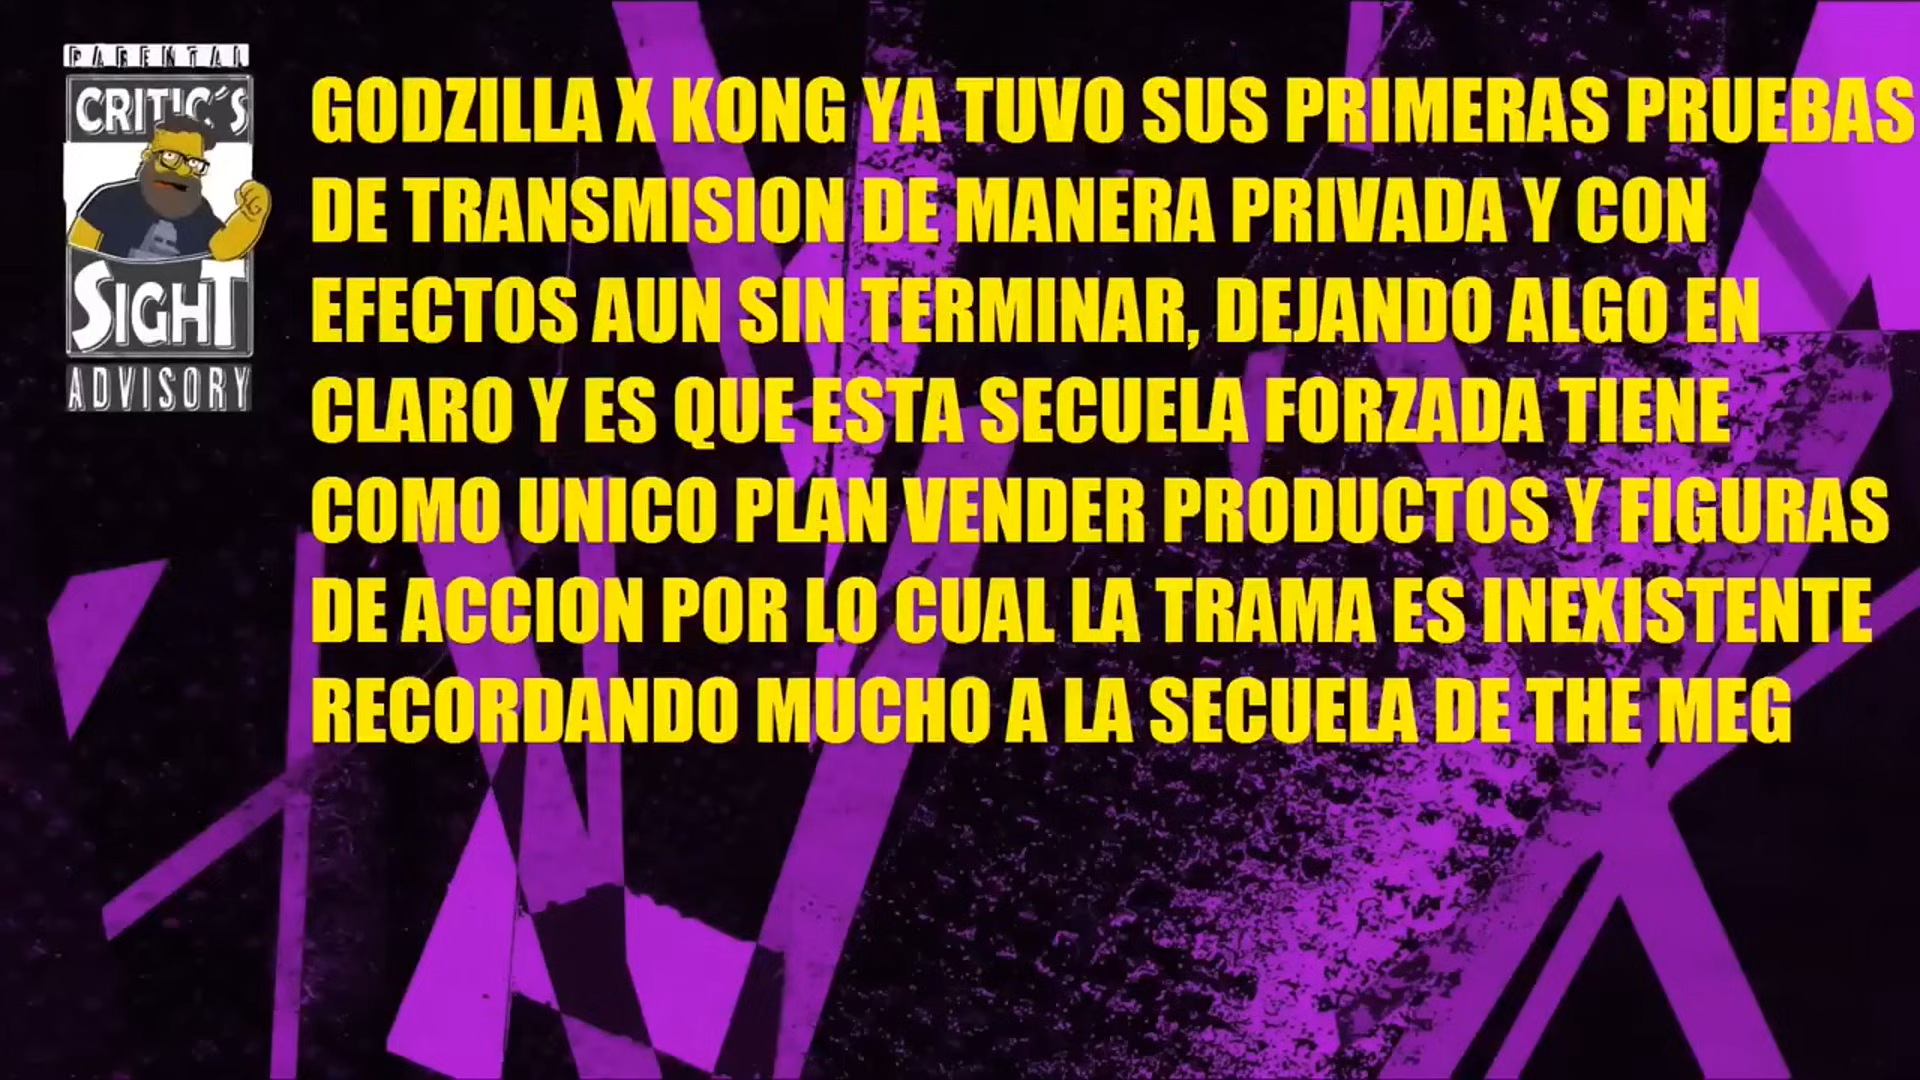 PARENTAL
CRITIC´S
SIGHT
ADVISORY
GODZILLA X KONG YA TUVO SUS PRIMERAS PRUEBAS
DE TRANSMISION DE MANERA PRIVADA Y CON
EFECTOS AUN SIN TERMINAR, DEJANDO ALGO EN
CLARO Y ES QUE ESTA SECUELA FORZADA TIENE
COMO UNICO PLAN VENDER PRODUCTOS Y FIGURAS
DE ACCION POR LO CUAL LA TRAMA ES INEXISTENTE
RECORDANDO MUCHO A LA SECUELA DE THE MEG